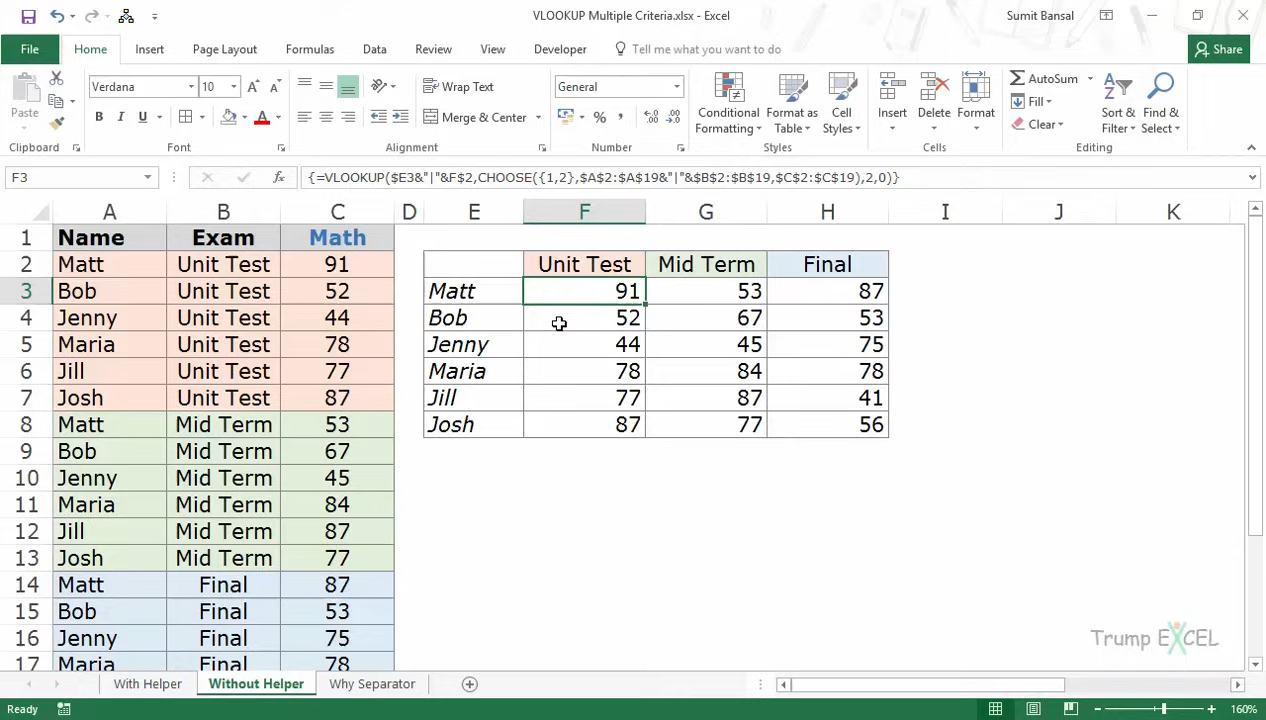 VLOOKUP Multiple Criteria.xlsx - Excel
Sumit Bansal
File Home Insert Page Layout Formulas Data Review View Developer Tell me what you want to do Share
Paste
Clipboard
Verdana 10 A A
B I U A
Font
Wrap Text
Merge & Center
Alignment
General
% , .0 .00 .00 .0
Number
Conditional Formatting
Format as Table
Cell Styles
Styles
Insert
Delete
Format
Cells
AutoSum
Fill
Clear
Sort & Filter
Find & Select
Editing
F3 fx {=VLOOKUP($E3&"|"&F$2,CHOOSE({1,2},$A$2:$A$19&"|"&$B$2:$B$19,$C$2:$C$19),2,0)}
A B C D E F G H I J K
1 Name Exam Math
2 Matt Unit Test 91 Unit Test Mid Term Final
3 Bob Unit Test 52 Matt 91 53 87
4 Jenny Unit Test 44 Bob 52 67 53
5 Maria Unit Test 78 Jenny 44 45 75
6 Jill Unit Test 77 Maria 78 84 78
7 Josh Unit Test 87 Jill 77 87 41
8 Matt Mid Term 53 Josh 87 77 56
9 Bob Mid Term 67
10 Jenny Mid Term 45
11 Maria Mid Term 84
12 Jill Mid Term 87
13 Josh Mid Term 77
14 Matt Final 87
15 Bob Final 53
16 Jenny Final 75
17 Maria Final 78
Trump EXCEL
With Helper Without Helper Why Separator
Ready 160%